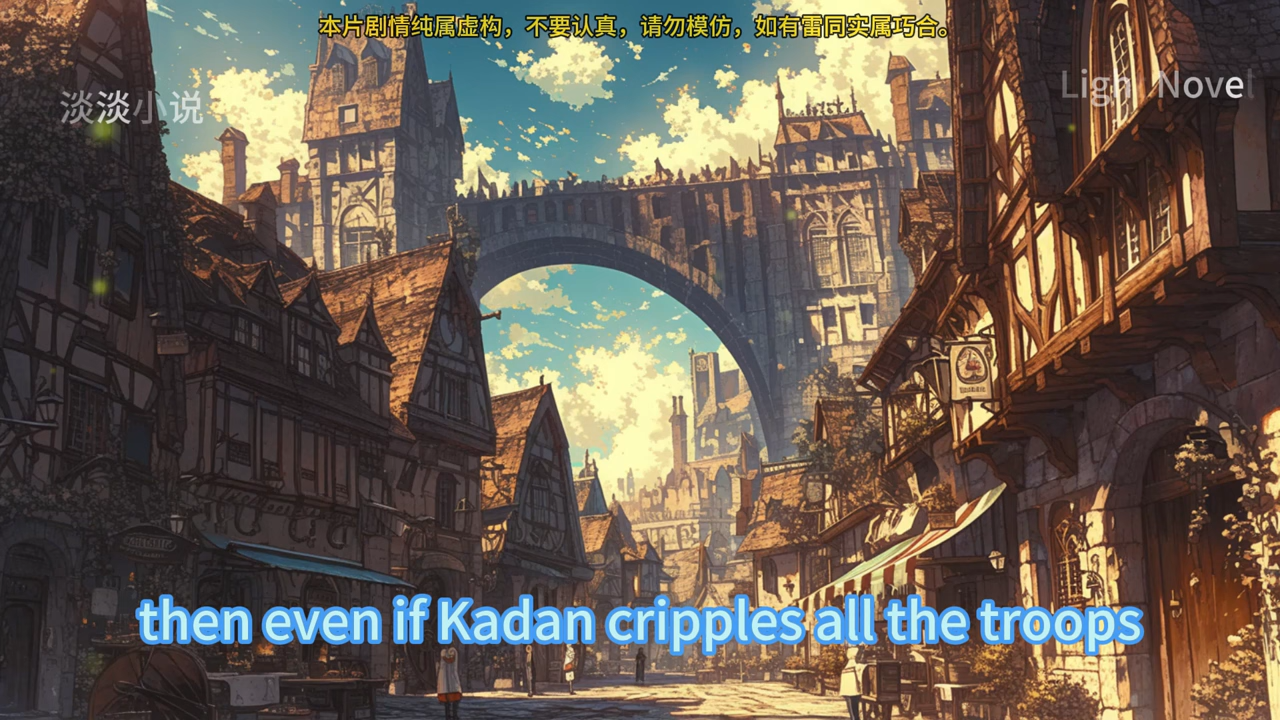 本片剧情纯属虚构，不要认真，请勿模仿，如有雷同实属巧合。
淡淡小说
Light Novel
then even if Kadan cripples all the troops